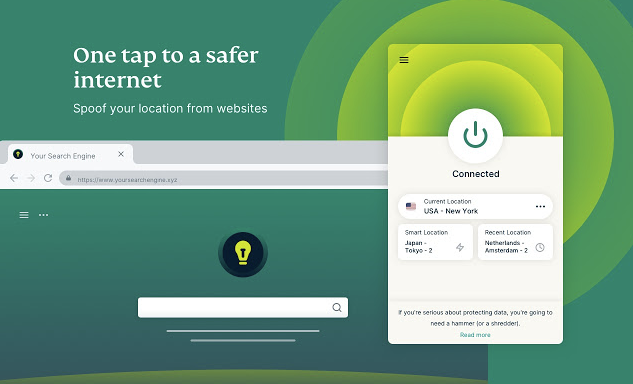 One tap to a safer
internet
Spoof your location from websites
Your Search Engine
https://www.yoursearchengine.xyz
Connected
Current Location
USA - New York
Smart Location
Japan -
Tokyo - 2
Recent Location
Netherlands -
Amsterdam - 2
If you're serious about protecting data, you're going to
need a hammer (or a shredder).
Read more